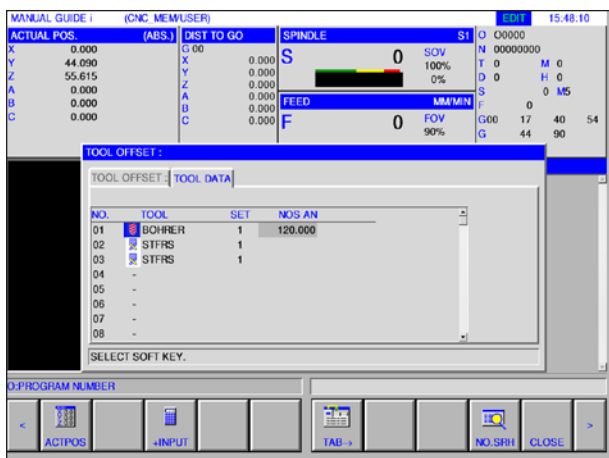 MANUAL GUIDE i (CNC_MEM/USER) EDIT 15:48:10
ACTUAL POS. (ABS.) DIST TO GO SPINDLE S1 O O0000
X 0.000 G 00 N 00000000
Y 44.090 X 0.000 S 0 SOV 100% T 0 M 0
Z 55.615 Y 0.000 0% D 0 H 0
A 0.000 Z 0.000 S 0 M5
B 0.000 A 0.000 FEED MM/MIN F 0
C 0.000 B 0.000 F 0 FOV G00 17 40 54
C 0.000 90% G 44 90
TOOL OFFSET :
TOOL OFFSET : TOOL DATA
NO. TOOL SET NOS AN
01 BOHRER 1 120.000
02 STFRS 1
03 STFRS 1
04 -
05 -
06 -
07 -
08 -
SELECT SOFT KEY.
O:PROGRAM NUMBER
< ACTPOS +INPUT TAB→ NO.SRH CLOSE >